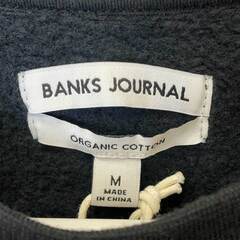 BANKS JOURNAL
ORGANIC COTTON
M
MADE
IN CHINA